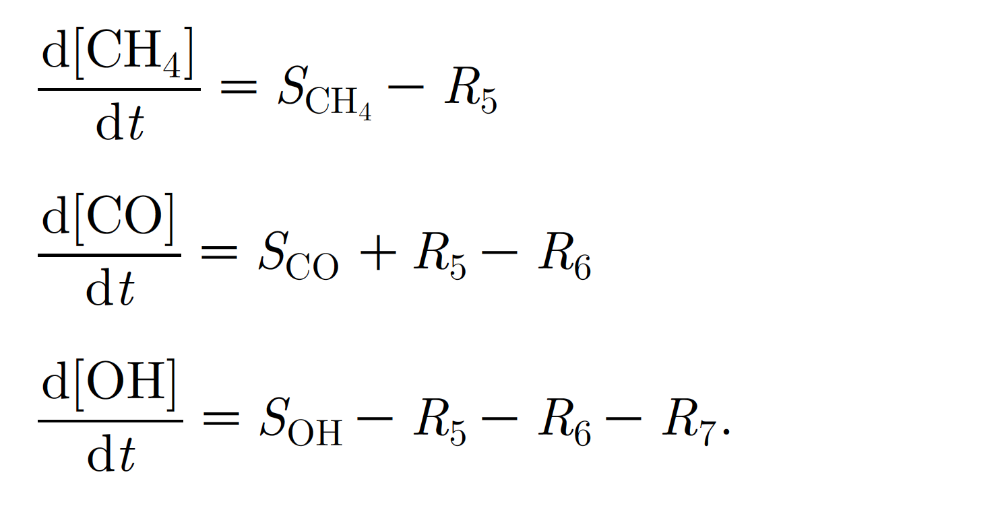 d[CH₄]/dt = S_CH₄ − R₅
d[CO]/dt = S_CO + R₅ − R₆
d[OH]/dt = S_OH − R₅ − R₆ − R₇.